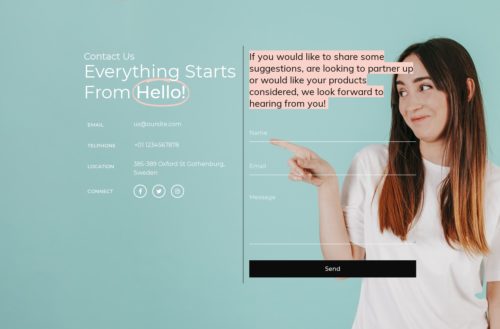 Contact Us
Everything Starts
From Hello!
EMAIL
us@oursite.com
TELEPHONE
+01 1234567878
LOCATION
385-389 Oxford St Gothenburg,
Sweden
CONNECT
If you would like to share some
suggestions, are looking to partner up
or would like your products
considered, we look forward to
hearing from you!
Name
Email
Message
Send